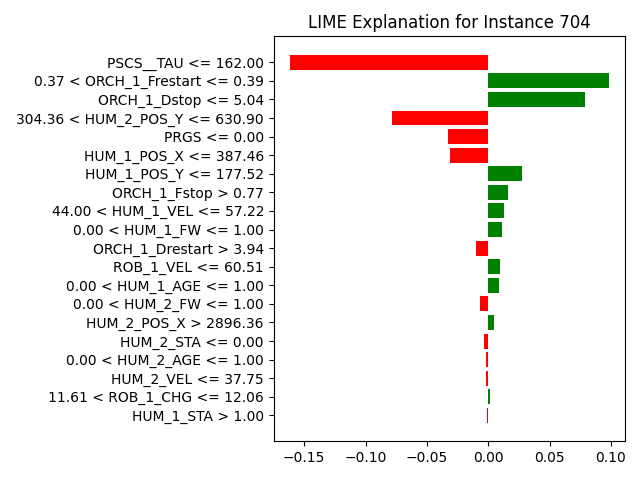 LIME Explanation for Instance 704
PSCS__TAU <= 162.00
0.37 < ORCH_1_Frestart <= 0.39
ORCH_1_Dstop <= 5.04
304.36 < HUM_2_POS_Y <= 630.90
PRGS <= 0.00
HUM_1_POS_X <= 387.46
HUM_1_POS_Y <= 177.52
ORCH_1_Fstop > 0.77
44.00 < HUM_1_VEL <= 57.22
0.00 < HUM_1_FW <= 1.00
ORCH_1_Drestart > 3.94
ROB_1_VEL <= 60.51
0.00 < HUM_1_AGE <= 1.00
0.00 < HUM_2_FW <= 1.00
HUM_2_POS_X > 2896.36
HUM_2_STA <= 0.00
0.00 < HUM_2_AGE <= 1.00
HUM_2_VEL <= 37.75
11.61 < ROB_1_CHG <= 12.06
HUM_1_STA > 1.00
−0.15 −0.10 −0.05 0.00 0.05 0.10